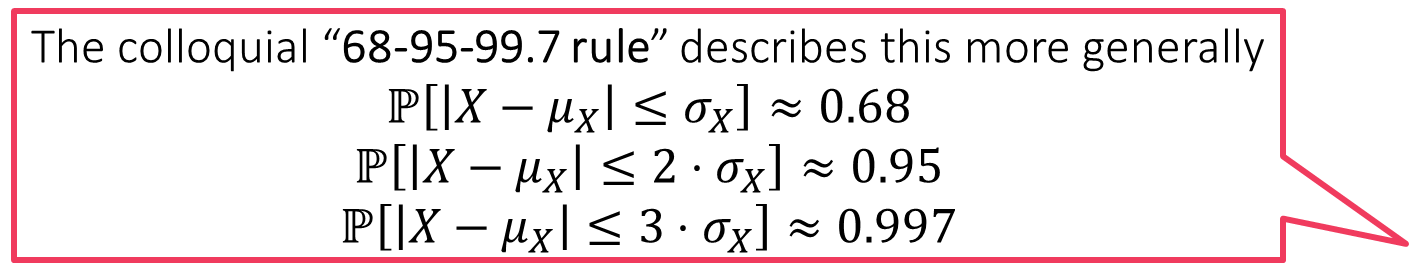 The colloquial “68-95-99.7 rule” describes this more generally
ℙ[|𝑋 − 𝜇_𝑋| ≤ 𝜎_𝑋] ≈ 0.68
ℙ[|𝑋 − 𝜇_𝑋| ≤ 2 ⋅ 𝜎_𝑋] ≈ 0.95
ℙ[|𝑋 − 𝜇_𝑋| ≤ 3 ⋅ 𝜎_𝑋] ≈ 0.997